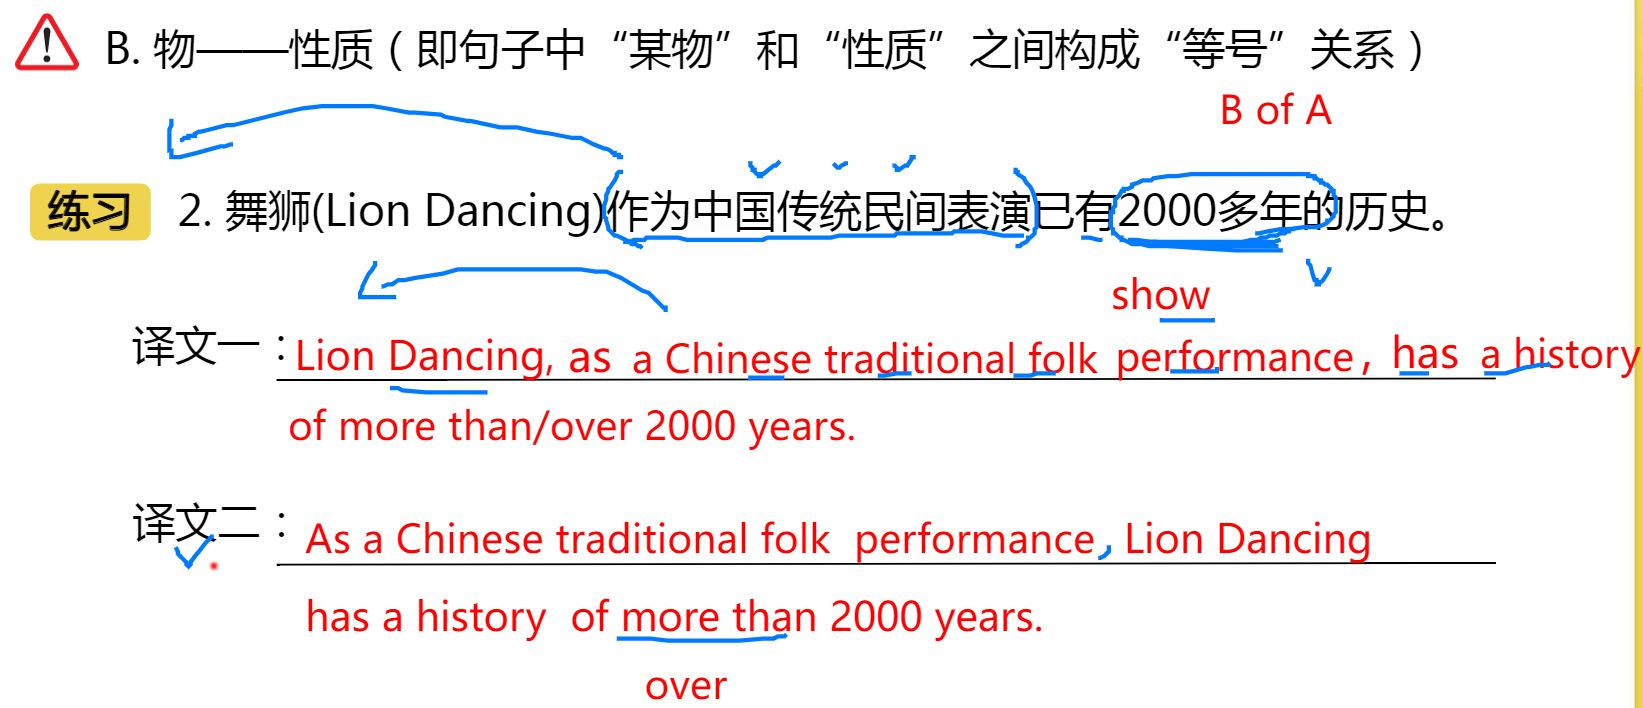 B. 物——性质（即句子中“某物”和“性质”之间构成“等号”关系）
B of A
练习 2. 舞狮(Lion Dancing)作为中国传统民间表演已有2000多年的历史。
show
译文一：Lion Dancing, as a Chinese traditional folk performance, has a history
of more than/over 2000 years.
译文二：As a Chinese traditional folk performance, Lion Dancing
has a history of more than 2000 years.
over